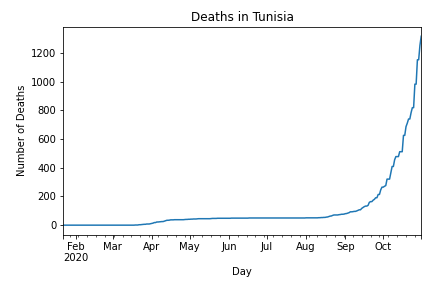 Deaths in Tunisia
Number of Deaths
1200
1000
800
600
400
200
0
Feb Mar Apr May Jun Jul Aug Sep Oct
2020
Day